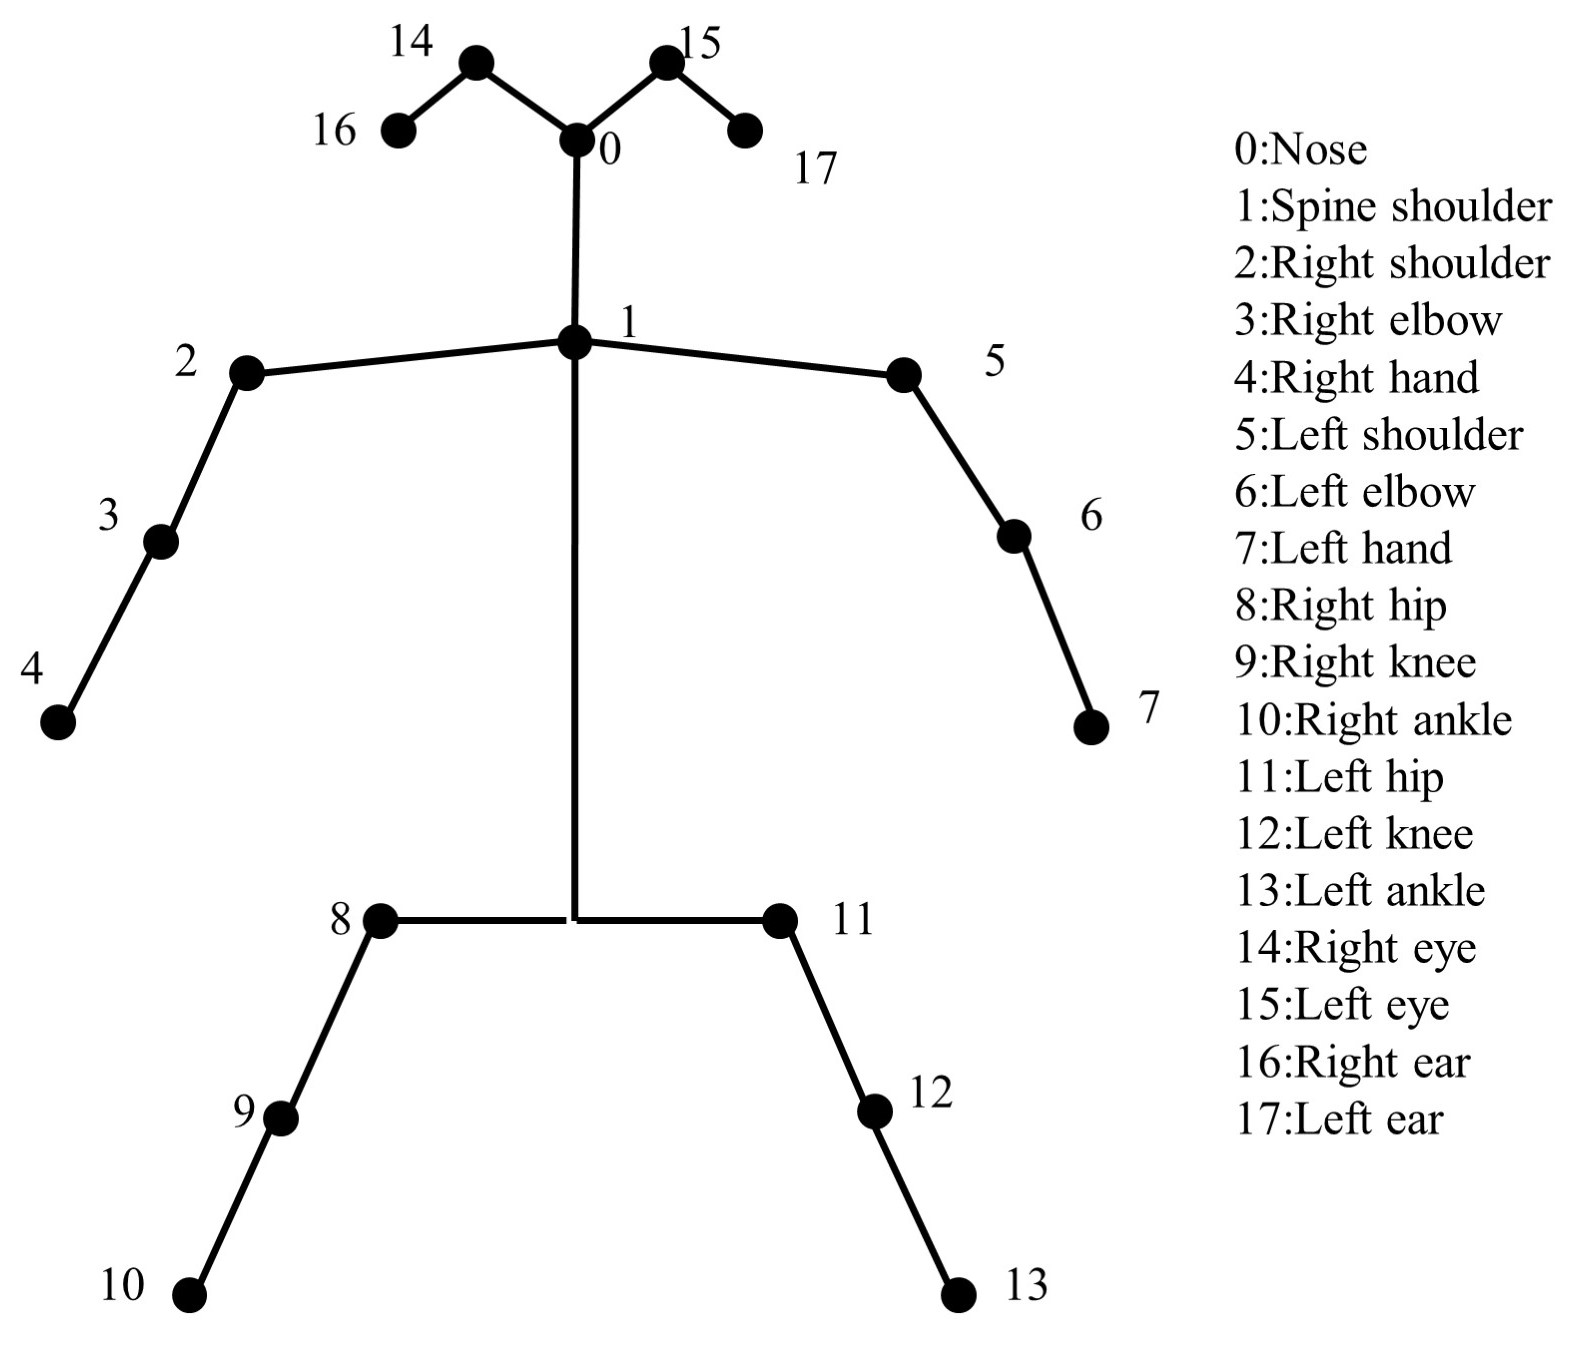 14
15
16
0
17
1
2
5
3
6
4
7
8
11
9
12
10
13
0:Nose
1:Spine shoulder
2:Right shoulder
3:Right elbow
4:Right hand
5:Left shoulder
6:Left elbow
7:Left hand
8:Right hip
9:Right knee
10:Right ankle
11:Left hip
12:Left knee
13:Left ankle
14:Right eye
15:Left eye
16:Right ear
17:Left ear